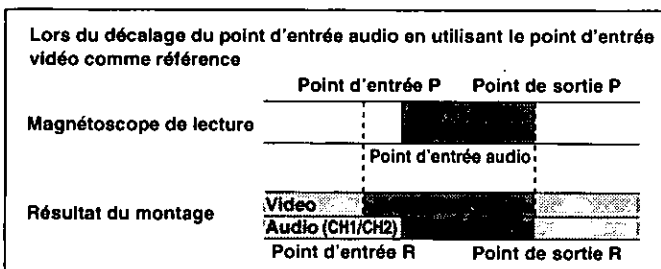 Lors du décalage du point d'entrée audio en utilisant le point d'entrée
vidéo comme référence
Point d'entrée P Point de sortie P
Magnétoscope de lecture
Point d'entrée audio
Résultat du montage
Video
Audio (CH1/CH2)
Point d'entrée R Point de sortie R